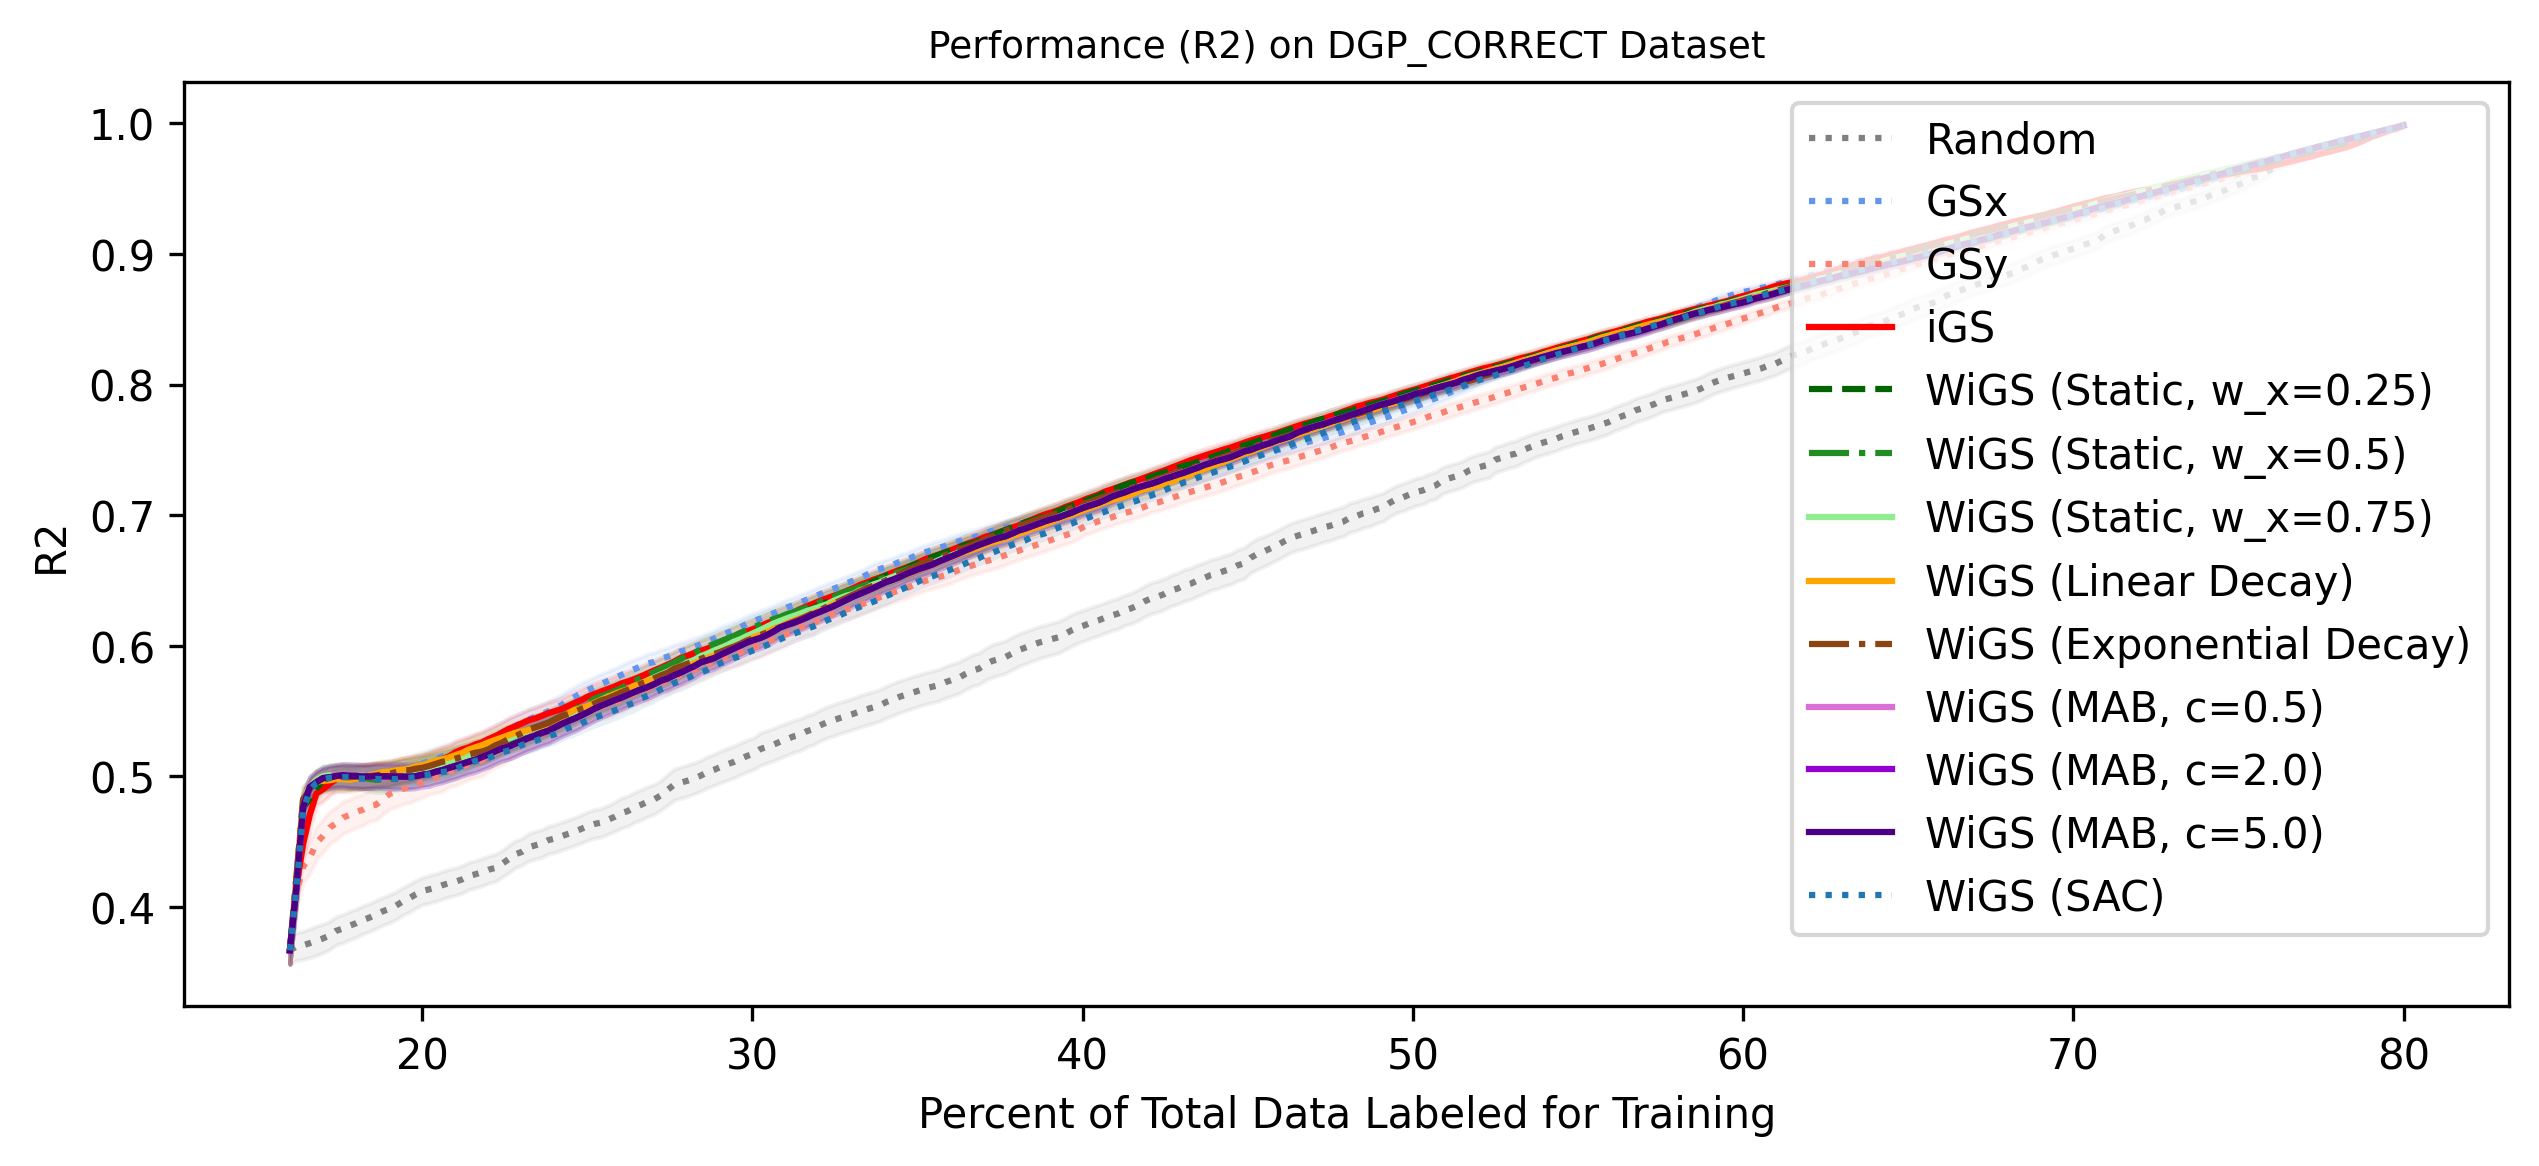 Performance (R2) on DGP_CORRECT Dataset
1.0
0.9
0.8
0.7
0.6
0.5
0.4
R2
20
30
40
50
60
70
80
Percent of Total Data Labeled for Training
Random
GSx
GSy
iGS
WiGS (Static, w_x=0.25)
WiGS (Static, w_x=0.5)
WiGS (Static, w_x=0.75)
WiGS (Linear Decay)
WiGS (Exponential Decay)
WiGS (MAB, c=0.5)
WiGS (MAB, c=2.0)
WiGS (MAB, c=5.0)
WiGS (SAC)